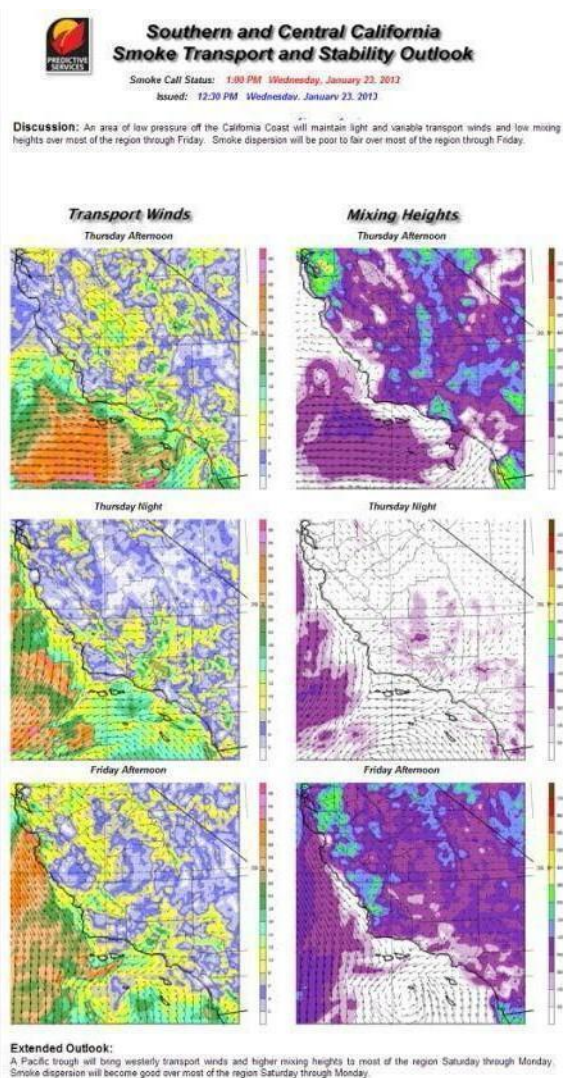 PREDICTIVE
SERVICES
Southern and Central California
Smoke Transport and Stability Outlook
Smoke Call Status: 1:00 PM Wednesday, January 23, 2013
Issued: 12:30 PM Wednesday, January 23, 2013
Discussion: An area of low pressure off the California Coast will maintain light and variable transport winds and low mixing
heights over most of the region through Friday. Smoke dispersion will be poor to fair over most of the region through Friday.
Transport Winds
Mixing Heights
Thursday Afternoon
Thursday Afternoon
Thursday Night
Thursday Night
Friday Afternoon
Friday Afternoon
Extended Outlook:
A Pacific trough will bring westerly transport winds and higher mixing heights to most of the region Saturday through Monday.
Smoke dispersion will become good over most of the region Saturday through Monday.